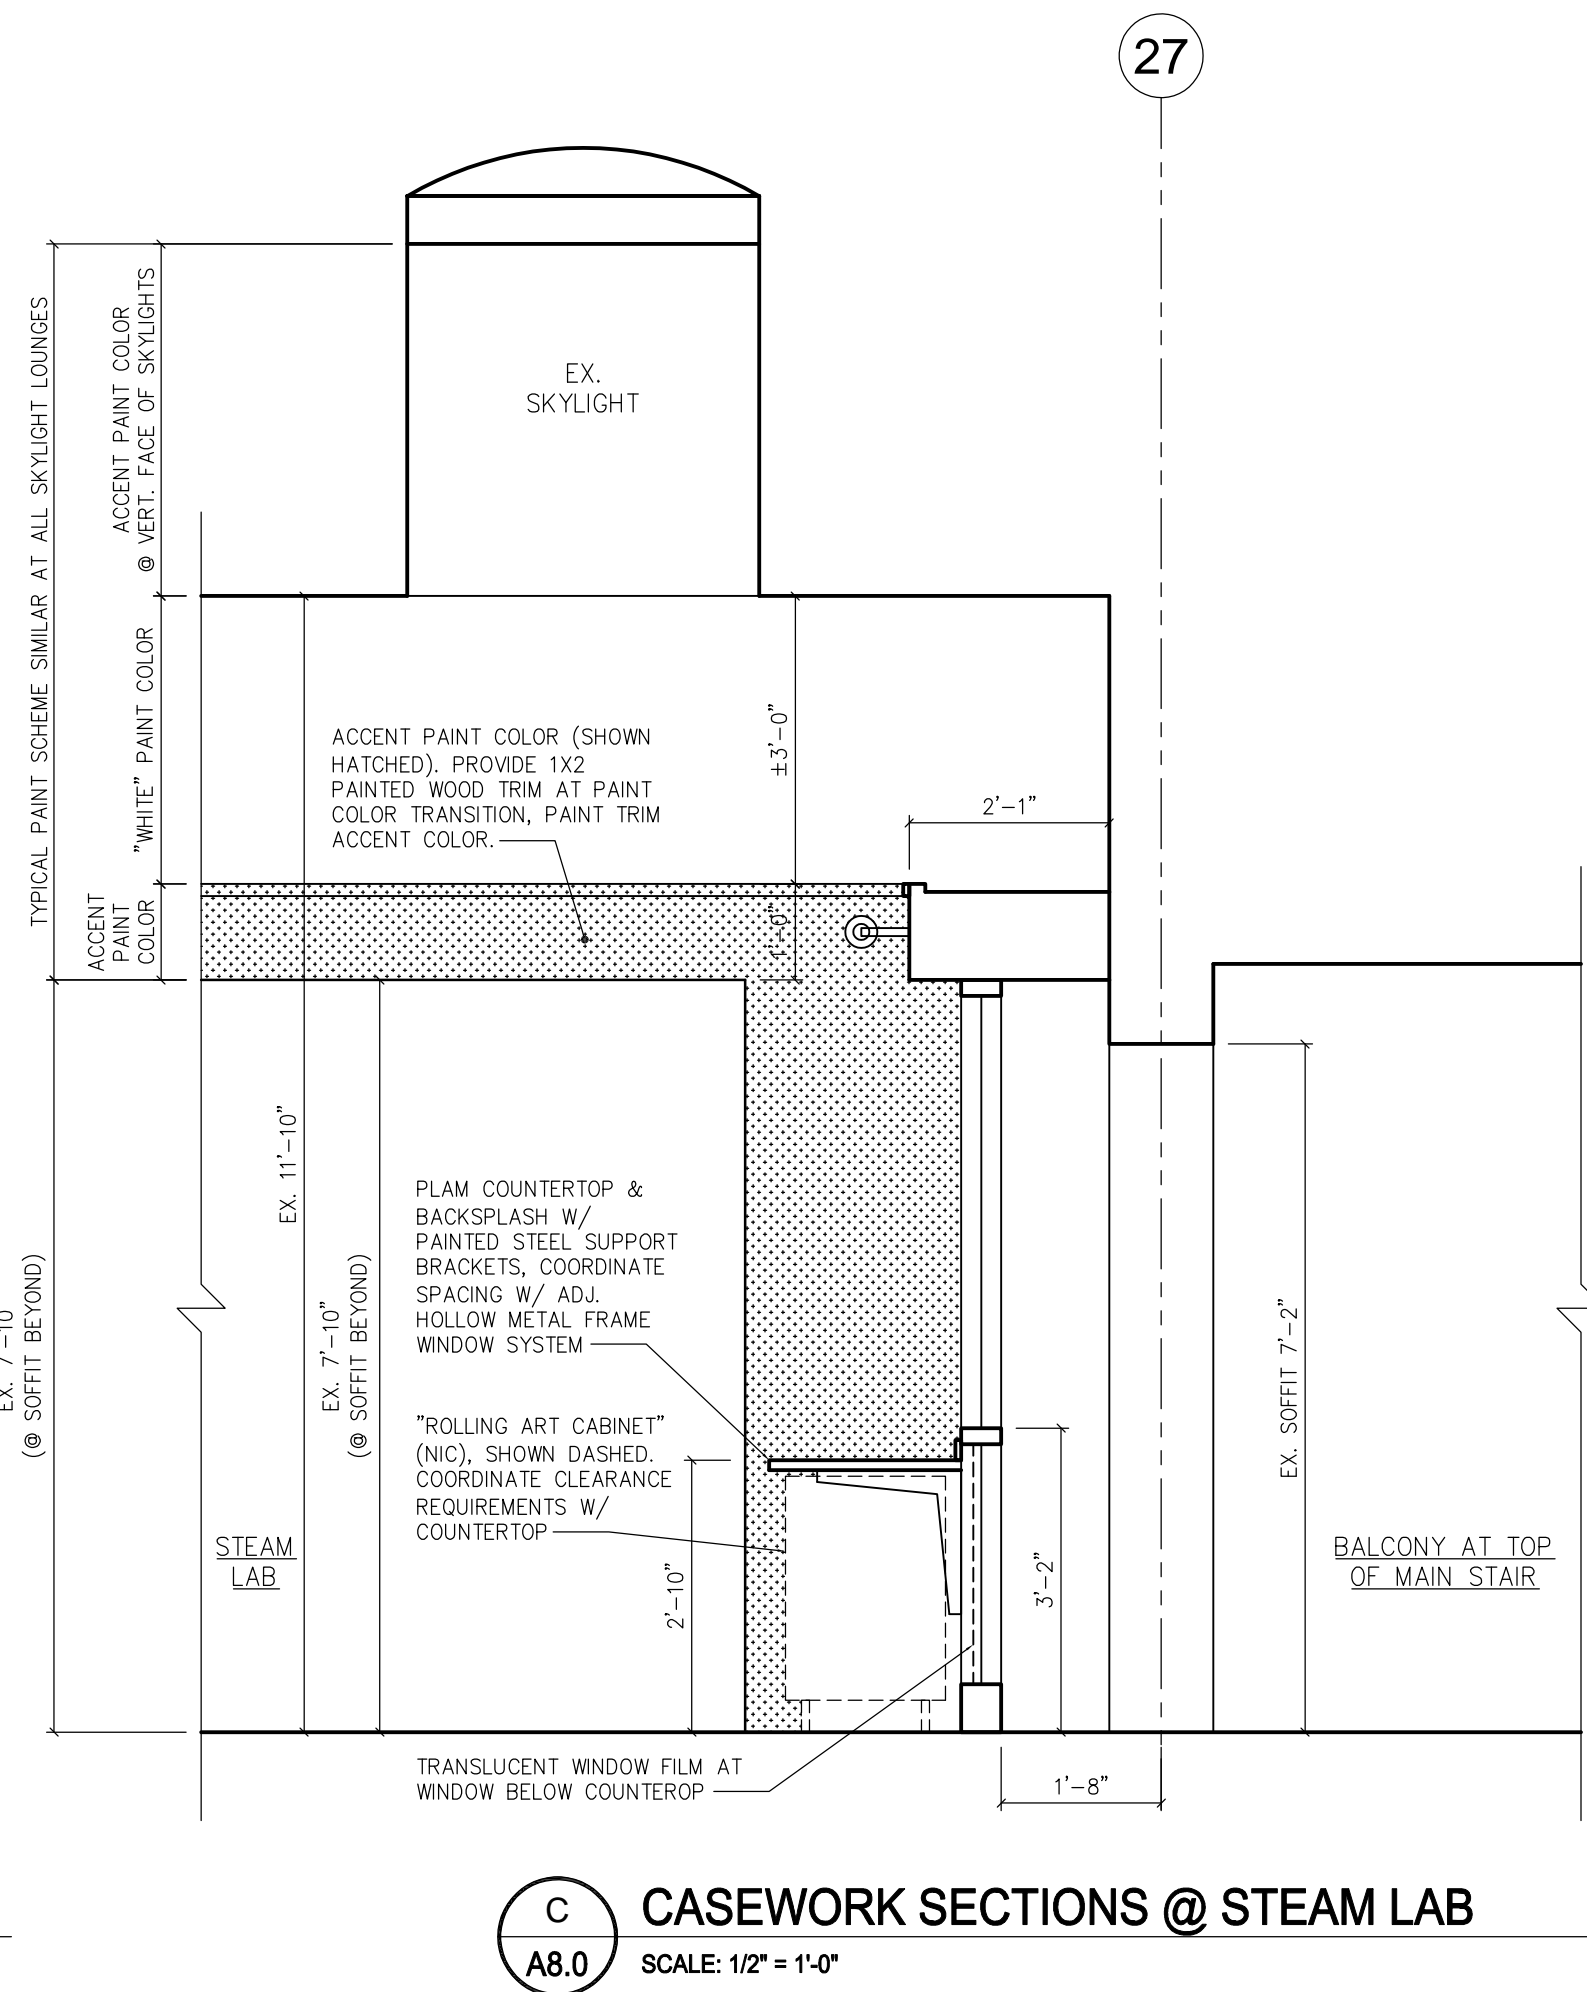 27
EX.
SKYLIGHT
TYPICAL PAINT SCHEME SIMILAR AT ALL SKYLIGHT LOUNGES
ACCENT PAINT COLOR
@ VERT. FACE OF SKYLIGHTS
"WHITE" PAINT COLOR
ACCENT
PAINT
COLOR
ACCENT PAINT COLOR (SHOWN
HATCHED). PROVIDE 1X2
PAINTED WOOD TRIM AT PAINT
COLOR TRANSITION, PAINT TRIM
ACCENT COLOR.
±3'-0"
2'-1"
1'-0"
EX. 7'-10"
(@ SOFFIT BEYOND)
EX. 11'-10"
EX. 7'-10"
(@ SOFFIT BEYOND)
PLAM COUNTERTOP &
BACKSPLASH W/
PAINTED STEEL SUPPORT
BRACKETS, COORDINATE
SPACING W/ ADJ.
HOLLOW METAL FRAME
WINDOW SYSTEM
"ROLLING ART CABINET"
(NIC), SHOWN DASHED.
COORDINATE CLEARANCE
REQUIREMENTS W/
COUNTERTOP
EX. SOFFIT 7'-2"
STEAM
LAB
2'-10"
3'-2"
BALCONY AT TOP
OF MAIN STAIR
TRANSLUCENT WINDOW FILM AT
WINDOW BELOW COUNTEROP
1'-8"
C
A8.0
CASEWORK SECTIONS @ STEAM LAB
SCALE: 1/2" = 1'-0"